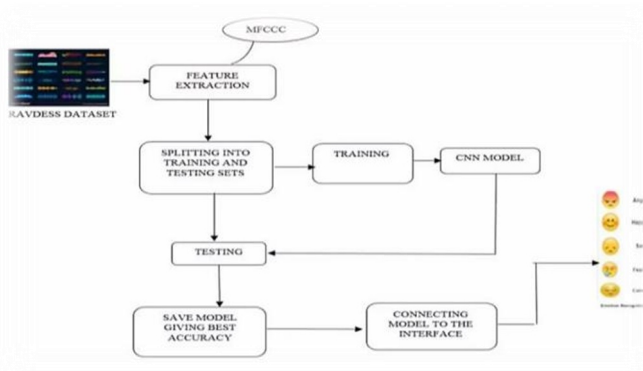 MFCCC
FEATURE
EXTRACTION
RAVDESS DATASET
SPLITTING INTO
TRAINING AND
TESTING SETS
TRAINING
CNN MODEL
TESTING
SAVE MODEL
GIVING BEST
ACCURACY
CONNECTING
MODEL TO THE
INTERFACE